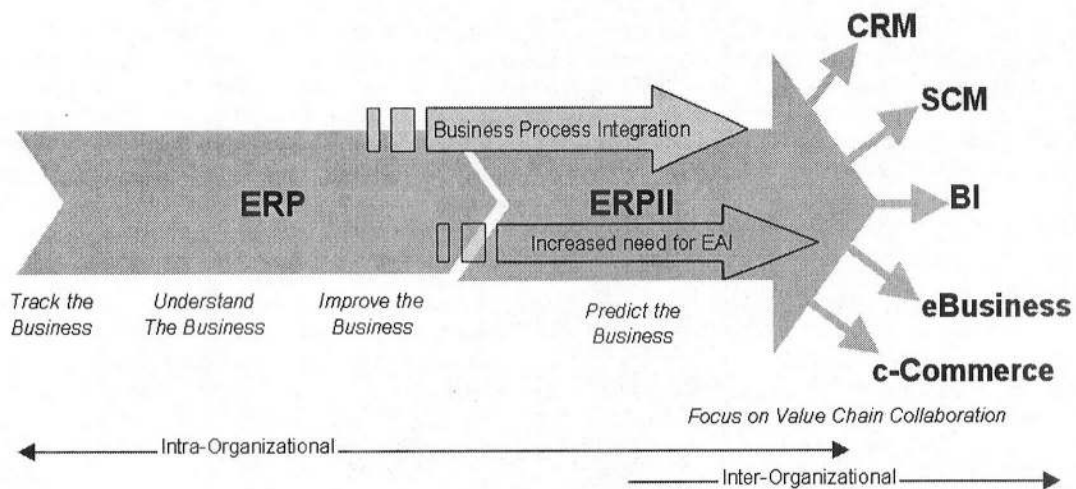 CRM
SCM
Business Process Integration
ERP
ERPII
BI
Increased need for EAI
Track the
Business
Understand
The Business
Improve the
Business
Predict the
Business
eBusiness
c-Commerce
Focus on Value Chain Collaboration
Intra-Organizational
Inter-Organizational